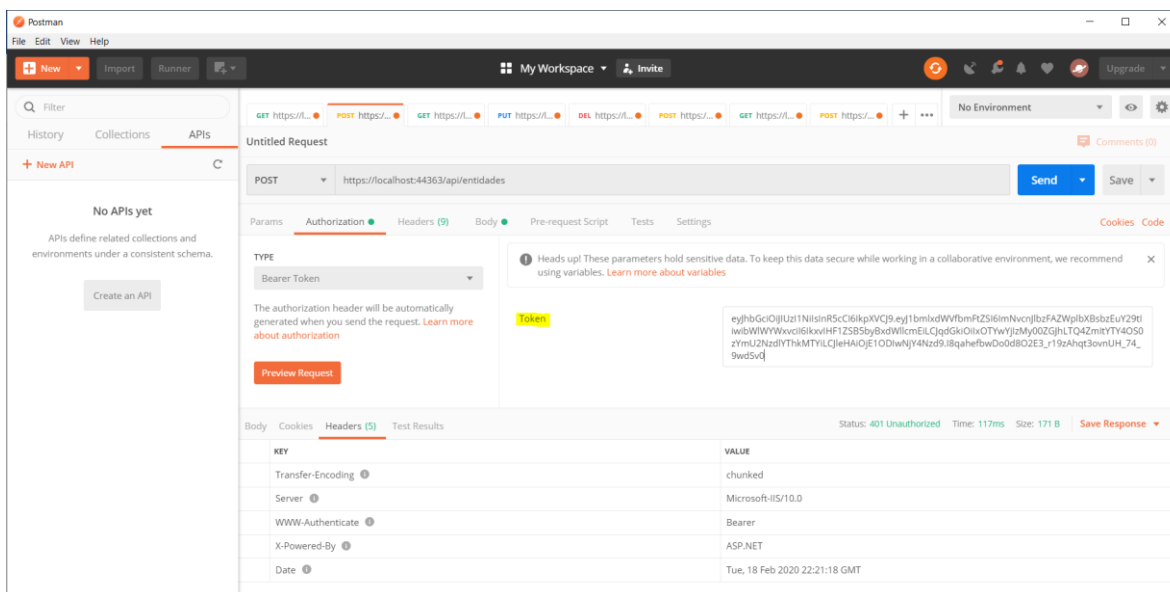 Postman
File Edit View Help
New Import Runner My Workspace Invite Upgrade
Filter
History Collections APIs
+ New API
No APIs yet
APIs define related collections and
environments under a consistent schema.
Create an API
GET https://l... POST https:/... GET https://l... PUT https://l... DEL https://l... POST https:/... GET https://l... POST https:/... + •••
No Environment
Untitled Request
Comments (0)
POST https://localhost:44363/api/entidades Send Save
Params Authorization Headers (9) Body Pre-request Script Tests Settings Cookies Code
TYPE
Bearer Token
The authorization header will be automatically
generated when you send the request. Learn more
about authorization
Preview Request
Heads up! These parameters hold sensitive data. To keep this data secure while working in a collaborative environment, we recommend
using variables. Learn more about variables
Token
Body Cookies Headers (5) Test Results Status: 401 Unauthorized Time: 117ms Size: 171 B Save Response
KEY VALUE
Transfer-Encoding chunked
Server Microsoft-IIS/10.0
WWW-Authenticate Bearer
X-Powered-By ASP.NET
Date Tue, 18 Feb 2020 22:21:18 GMT